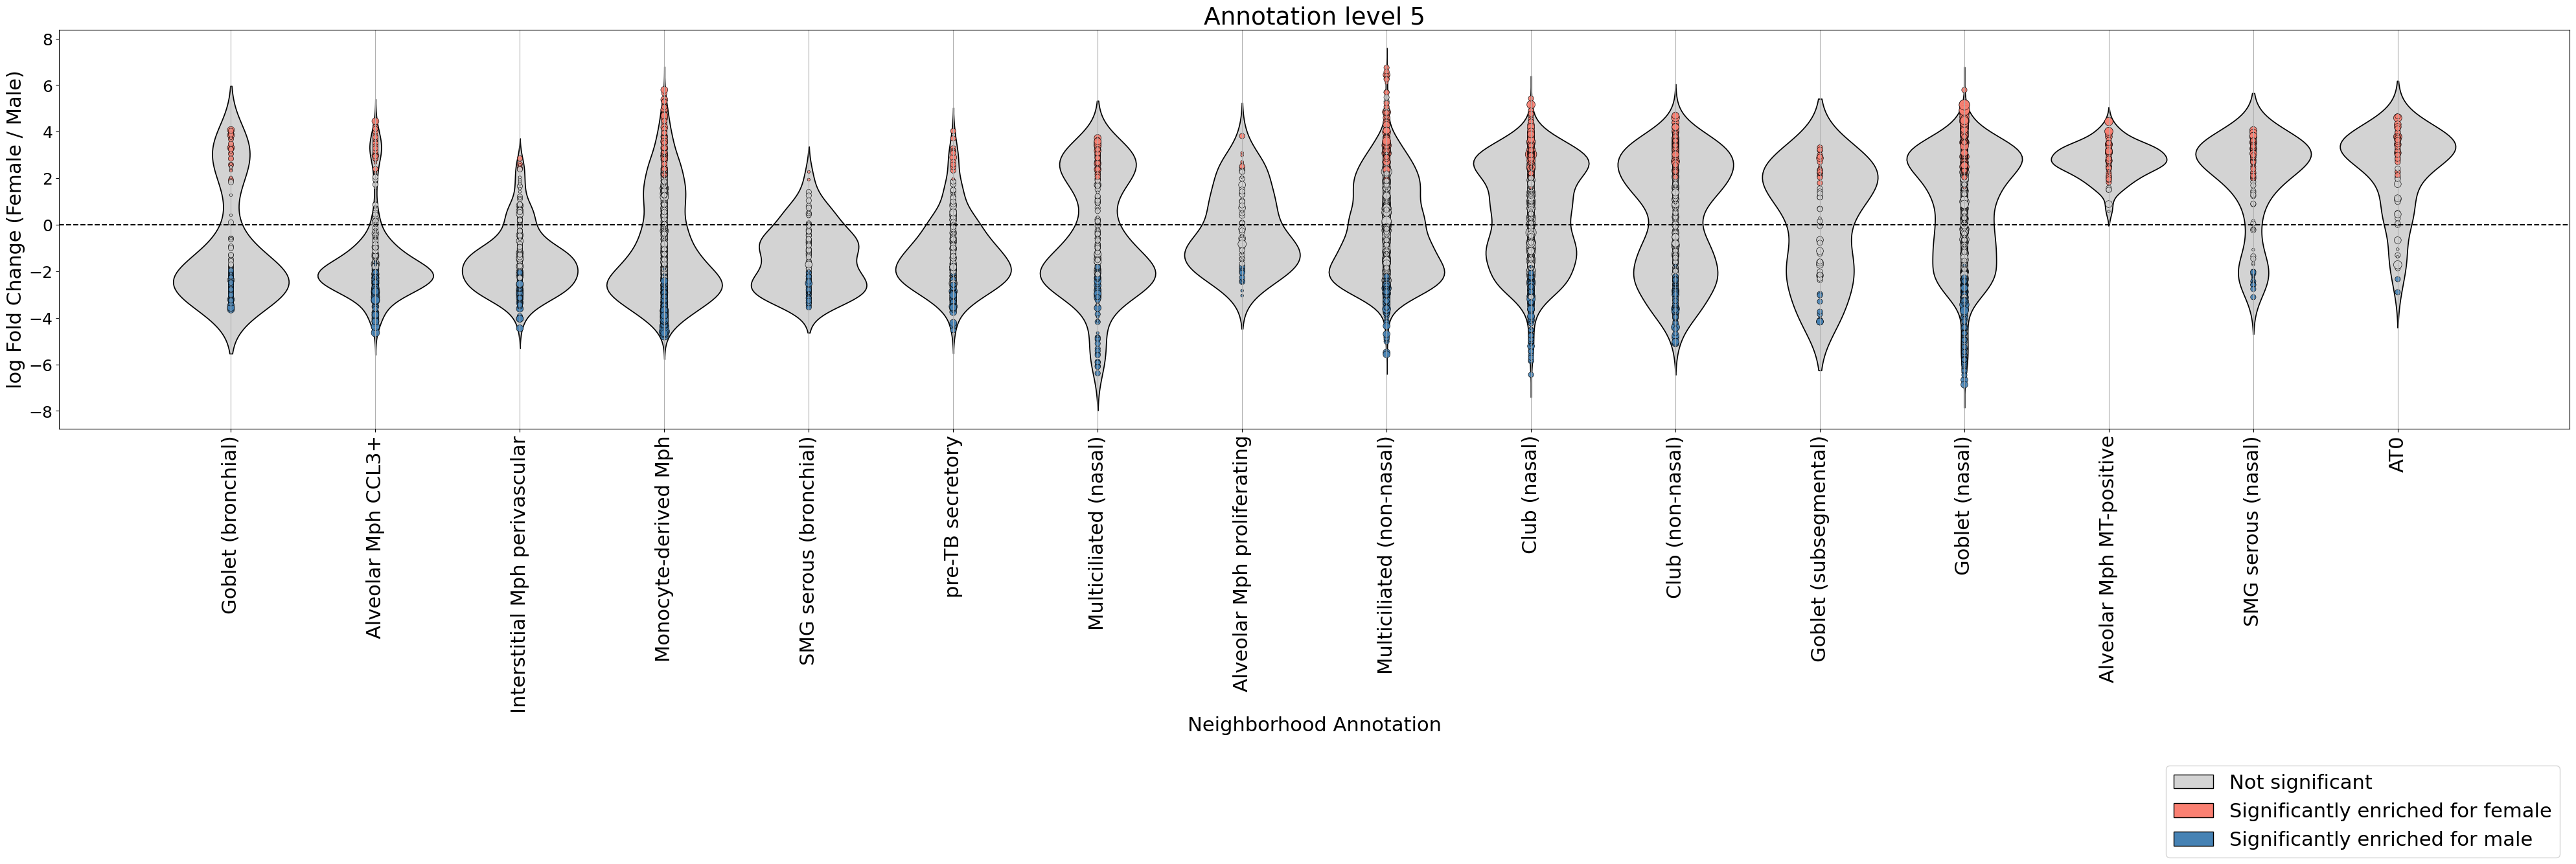 Annotation level 5
log Fold Change (Female / Male)
8
6
4
2
0
−2
−4
−6
−8
Goblet (bronchial)
Alveolar Mph CCL3+
Interstitial Mph perivascular
Monocyte-derived Mph
SMG serous (bronchial)
pre-TB secretory
Multiciliated (nasal)
Alveolar Mph proliferating
Multiciliated (non-nasal)
Club (nasal)
Club (non-nasal)
Goblet (subsegmental)
Goblet (nasal)
Alveolar Mph MT-positive
SMG serous (nasal)
AT0
Neighborhood Annotation
Not significant
Significantly enriched for female
Significantly enriched for male